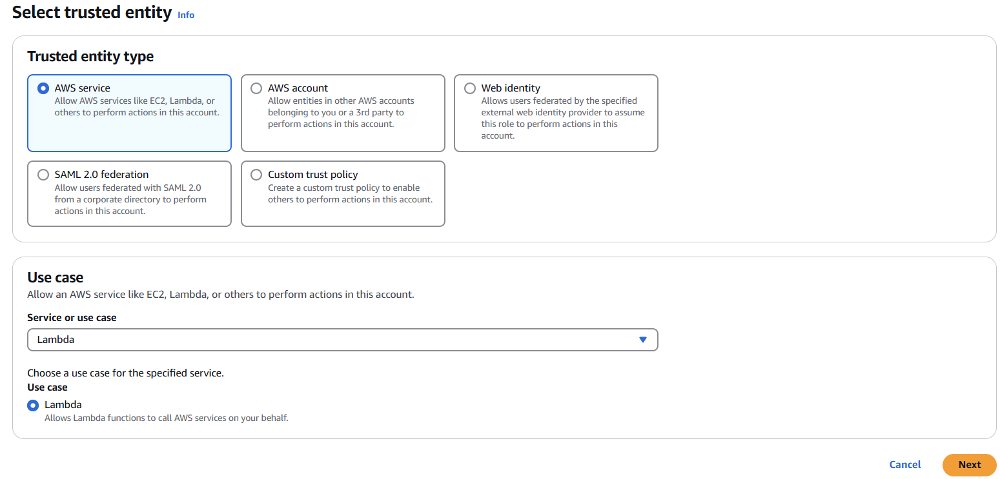 Select trusted entity Info
Trusted entity type
AWS service
Allow AWS services like EC2, Lambda, or
others to perform actions in this account.
AWS account
Allow entities in other AWS accounts
belonging to you or a 3rd party to
perform actions in this account.
Web identity
Allows users federated by the specified
external web identity provider to assume
this role to perform actions in this
account.
SAML 2.0 federation
Allow users federated with SAML 2.0
from a corporate directory to perform
actions in this account.
Custom trust policy
Create a custom trust policy to enable
others to perform actions in this account.
Use case
Allow an AWS service like EC2, Lambda, or others to perform actions in this account.
Service or use case
Lambda
Choose a use case for the specified service.
Use case
Lambda
Allows Lambda functions to call AWS services on your behalf.
Cancel
Next